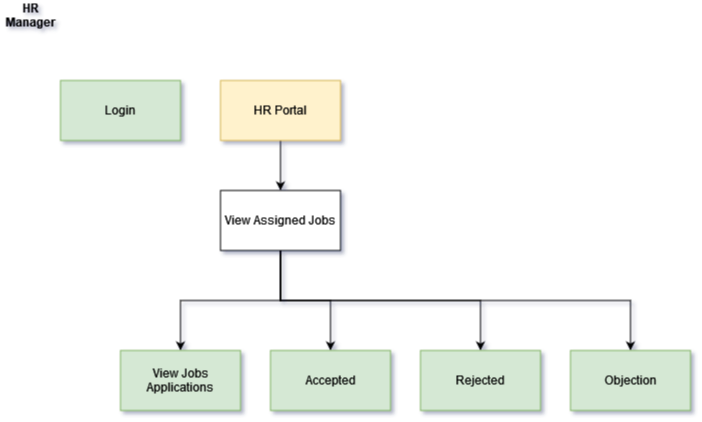 HR
Manager
Login
HR Portal
View Assigned Jobs
View Jobs
Applications
Accepted
Rejected
Objection